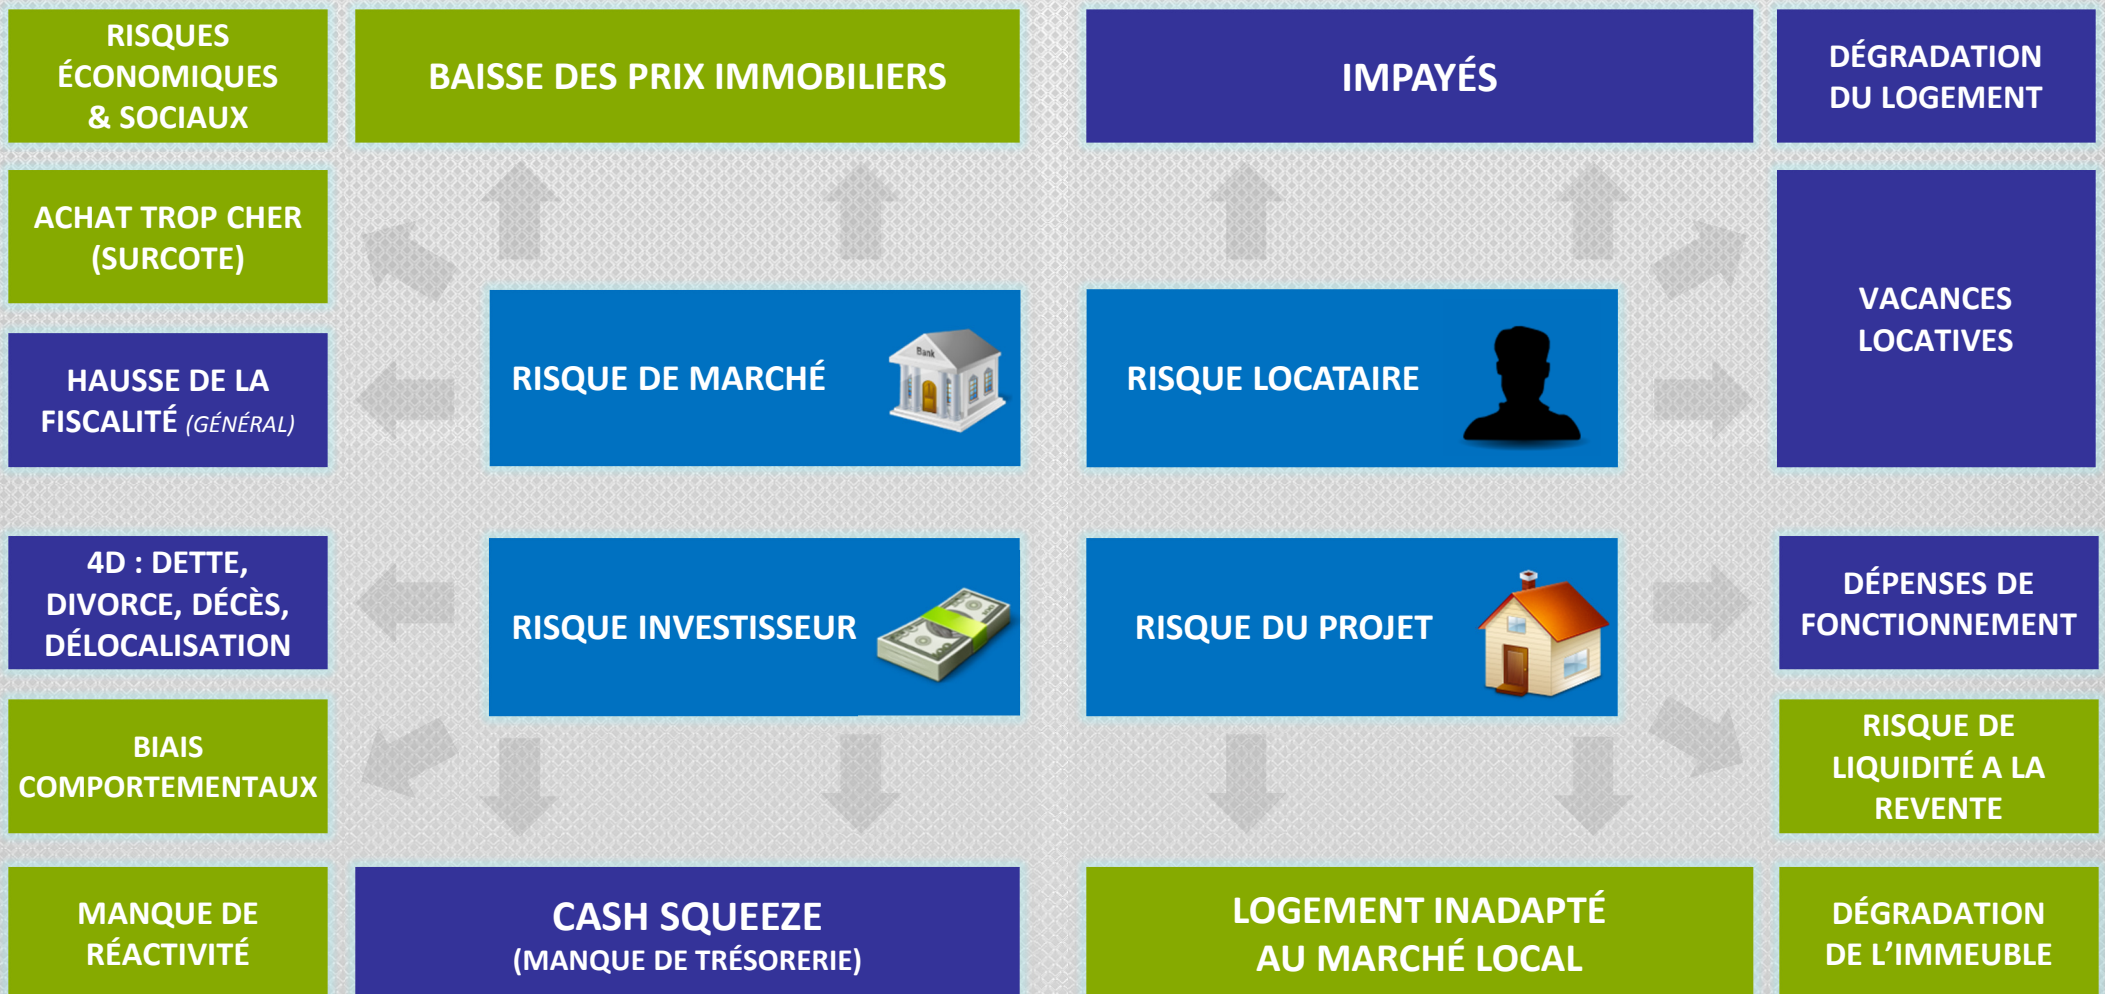 RISQUES
ÉCONOMIQUES
& SOCIAUX
BAISSE DES PRIX IMMOBILIERS
IMPAYÉS
DÉGRADATION
DU LOGEMENT
ACHAT TROP CHER
(SURCOTE)
VACANCES
LOCATIVES
HAUSSE DE LA
FISCALITÉ (GÉNÉRAL)
RISQUE DE MARCHÉ
Bank
RISQUE LOCATAIRE
4D : DETTE,
DIVORCE, DÉCÈS,
DÉLOCALISATION
RISQUE INVESTISSEUR
RISQUE DU PROJET
DÉPENSES DE
FONCTIONNEMENT
BIAIS
COMPORTEMENTAUX
RISQUE DE
LIQUIDITÉ A LA
REVENTE
MANQUE DE
RÉACTIVITÉ
CASH SQUEEZE
(MANQUE DE TRÉSORERIE)
LOGEMENT INADAPTÉ
AU MARCHÉ LOCAL
DÉGRADATION
DE L’IMMEUBLE